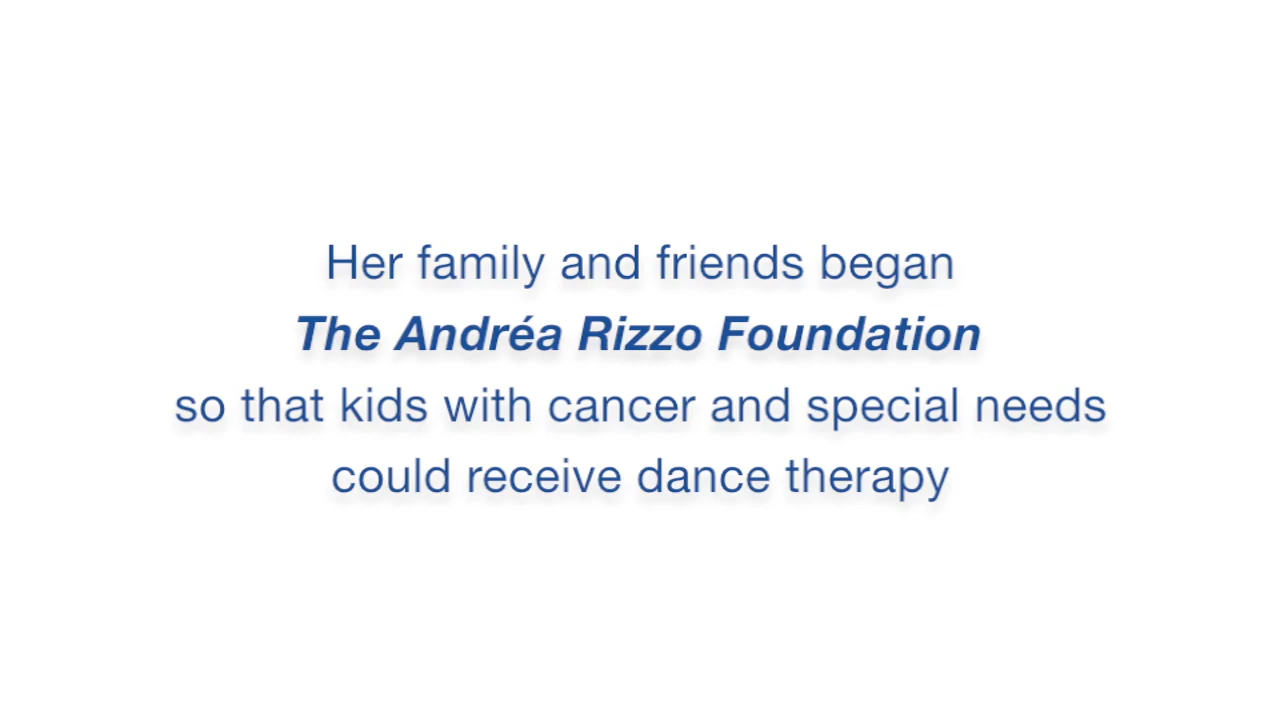 Her family and friends began
The Andréa Rizzo Foundation
so that kids with cancer and special needs
could receive dance therapy